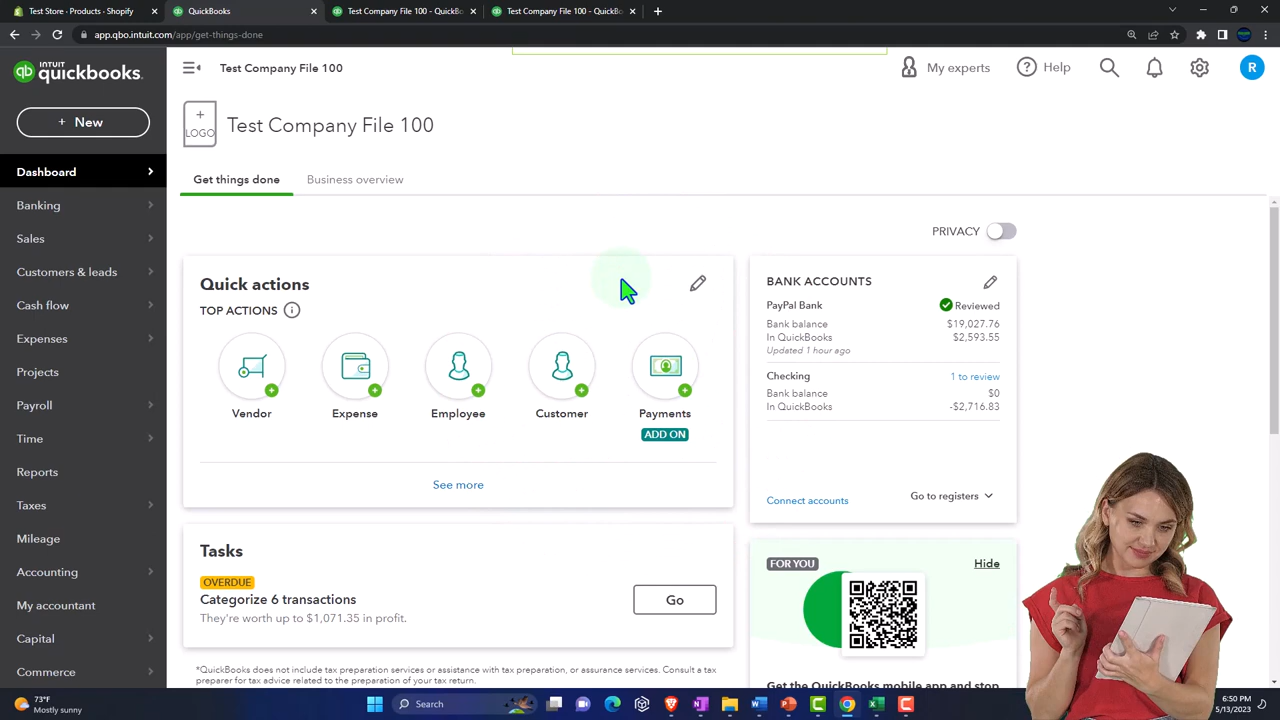 Test Store - Products - Shopify
QuickBooks
QuickBooks - Test Company File 100
QuickBooks - Test Company File 100
app.qbo.intuit.com/app/get-things-done
INTUIT
quickbooks.
Test Company File 100
My experts
Help
R
+ New
+
LOGO
Test Company File 100
Dashboard
Banking
Sales
Customers & leads
Cash flow
Expenses
Projects
Payroll
Time
Reports
Taxes
Mileage
Accounting
My accountant
Capital
Commerce
Get things done
Business overview
PRIVACY
Quick actions
TOP ACTIONS
Vendor
Expense
Employee
Customer
Payments
ADD ON
See more
BANK ACCOUNTS
PayPal Bank
Reviewed
Bank balance
$19,027.76
In QuickBooks
$2,593.55
Updated 1 hour ago
Checking
1 to review
Bank balance
$0
In QuickBooks
-$2,716.83
Connect accounts
Go to registers
Tasks
OVERDUE
Categorize 6 transactions
They're worth up to $1,071.35 in profit.
Go
*QuickBooks does not include tax preparation services or assistance with tax preparation, or assurance services. Consult a tax
preparer for tax advice related to the preparation of your tax return.
FOR YOU
Hide
Get the QuickBooks mobile app and stop
73°F
Mostly sunny
Search
6:50 PM
5/13/2023